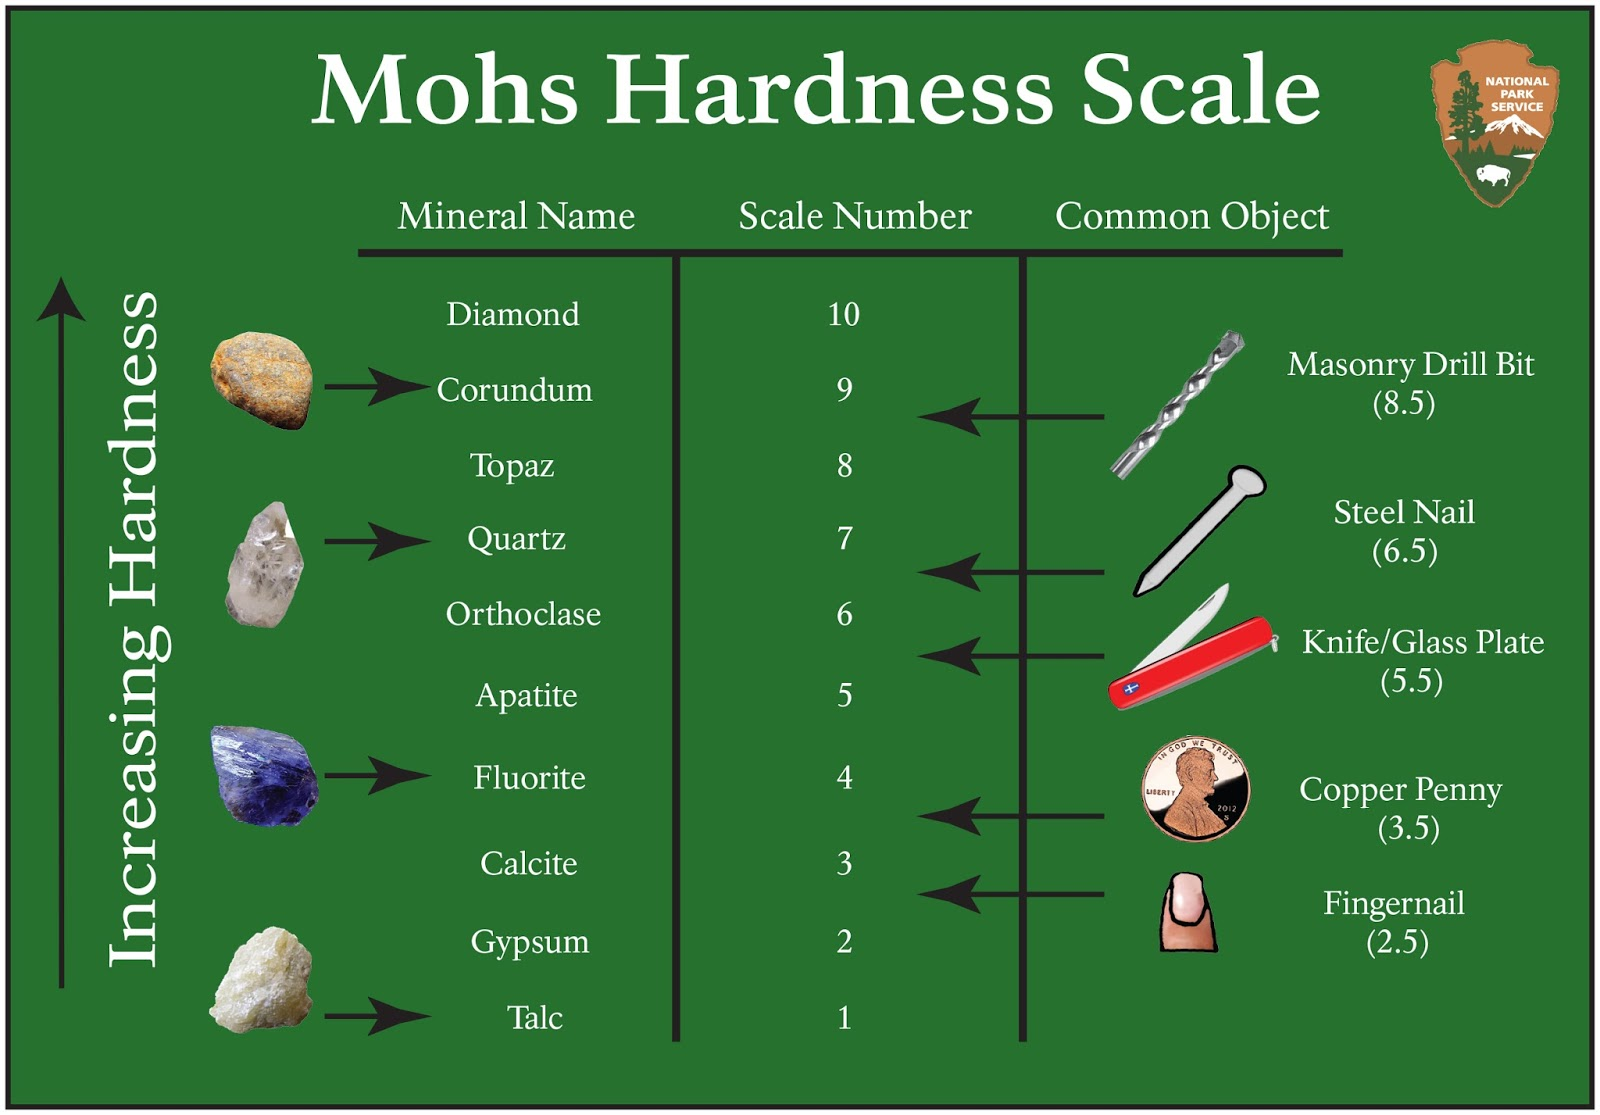 Mohs Hardness Scale
NATIONAL
PARK
SERVICE
Mineral Name Scale Number Common Object
Increasing Hardness
Diamond 10
Masonry Drill Bit
(8.5)
Corundum 9
Topaz 8
Steel Nail
(6.5)
Quartz 7
Orthoclase 6
Knife/Glass Plate
(5.5)
Apatite 5
IN GOD WE TRUST
LIBERTY
2012
S
Fluorite 4
Copper Penny
(3.5)
Calcite 3
Fingernail
(2.5)
Gypsum 2
Talc 1